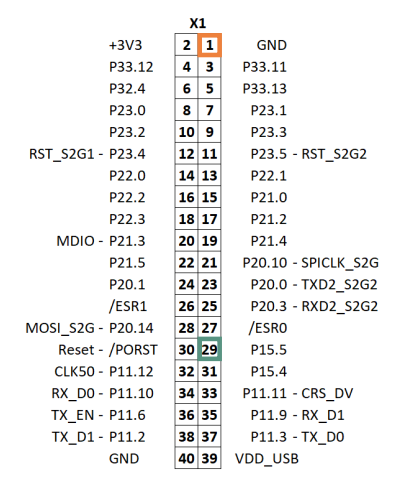 X1
+3V3 2 1 GND
P33.12 4 3 P33.11
P32.4 6 5 P33.13
P23.0 8 7 P23.1
P23.2 10 9 P23.3
RST_S2G1 - P23.4 12 11 P23.5 - RST_S2G2
P22.0 14 13 P22.1
P22.2 16 15 P21.0
P22.3 18 17 P21.2
MDIO - P21.3 20 19 P21.4
P21.5 22 21 P20.10 - SPICLK_S2G
P20.1 24 23 P20.0 - TXD2_S2G2
/ESR1 26 25 P20.3 - RXD2_S2G2
MOSI_S2G - P20.14 28 27 /ESR0
Reset - /PORST 30 29 P15.5
CLK50 - P11.12 32 31 P15.4
RX_D0 - P11.10 34 33 P11.11 - CRS_DV
TX_EN - P11.6 36 35 P11.9 - RX_D1
TX_D1 - P11.2 38 37 P11.3 - TX_D0
GND 40 39 VDD_USB